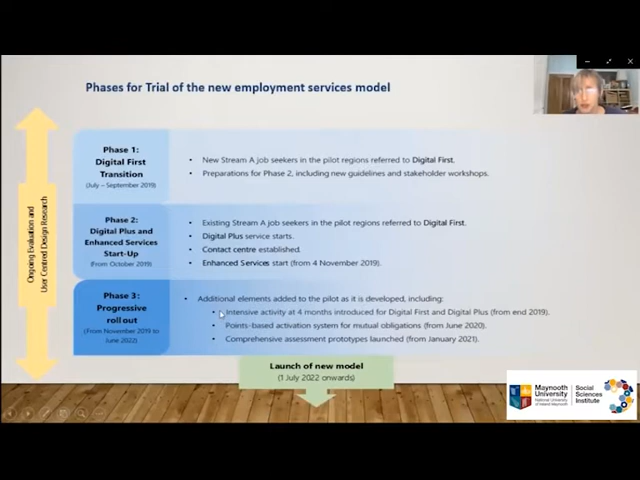 Phases for Trial of the new employment services model
Ongoing Evaluation and
User Centred Design Research
Phase 1:
Digital First
Transition
(July – September 2019)
• New Stream A job seekers in the pilot regions referred to Digital First.
• Preparations for Phase 2, including new guidelines and stakeholder workshops.
Phase 2:
Digital Plus and
Enhanced Services
Start-Up
(From October 2019)
• Existing Stream A job seekers in the pilot regions referred to Digital First.
• Digital Plus service starts.
• Contact centre established.
• Enhanced Services start (from 4 November 2019).
Phase 3:
Progressive
roll out
(From November 2019 to
June 2022)
• Additional elements added to the pilot as it is developed, including:
• Intensive activity at 4 months introduced for Digital First and Digital Plus (from end 2019).
• Points-based activation system for mutual obligations (from June 2020).
• Comprehensive assessment prototypes launched (from January 2021).
Launch of new model
(1 July 2022 onwards)
Maynooth
University
National University
of Ireland Maynooth
Social
Sciences
Institute